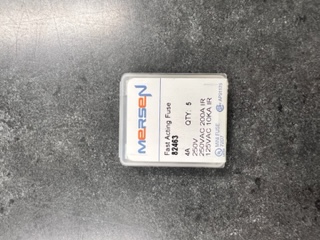 MERSEN
Fast Acting Fuse
82463
4A QTY: 5
250V
250VAC 200A IR
125VAC 10KA IR